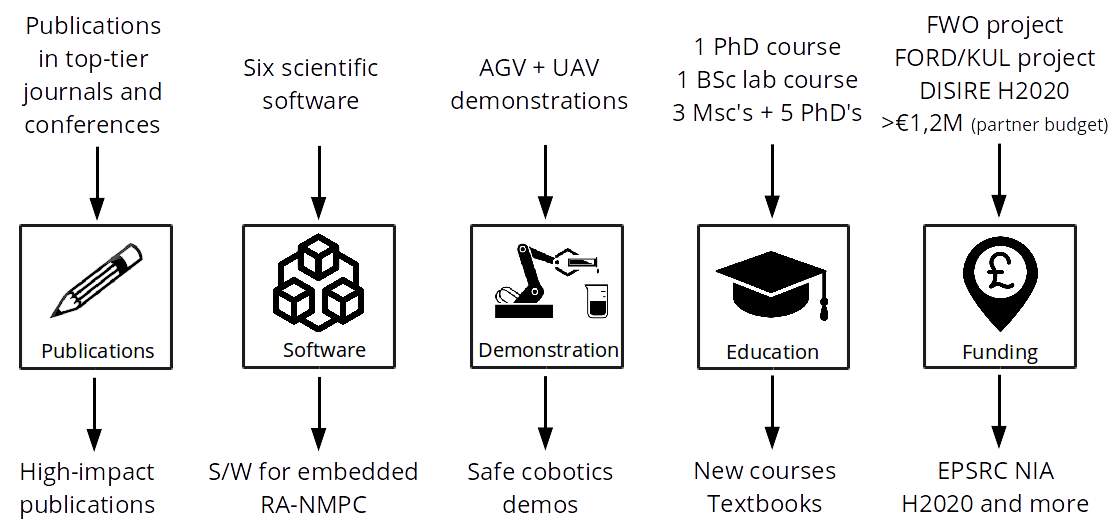 Publications
in top-tier
journals and
conferences
Six scientific
software
AGV + UAV
demonstrations
1 PhD course
1 BSc lab course
3 Msc's + 5 PhD's
FWO project
FORD/KUL project
DISIRE H2020
>€1,2M (partner budget)
Publications
Software
Demonstration
Education
£
Funding
High-impact
publications
S/W for embedded
RA-NMPC
Safe cobotics
demos
New courses
Textbooks
EPSRC NIA
H2020 and more